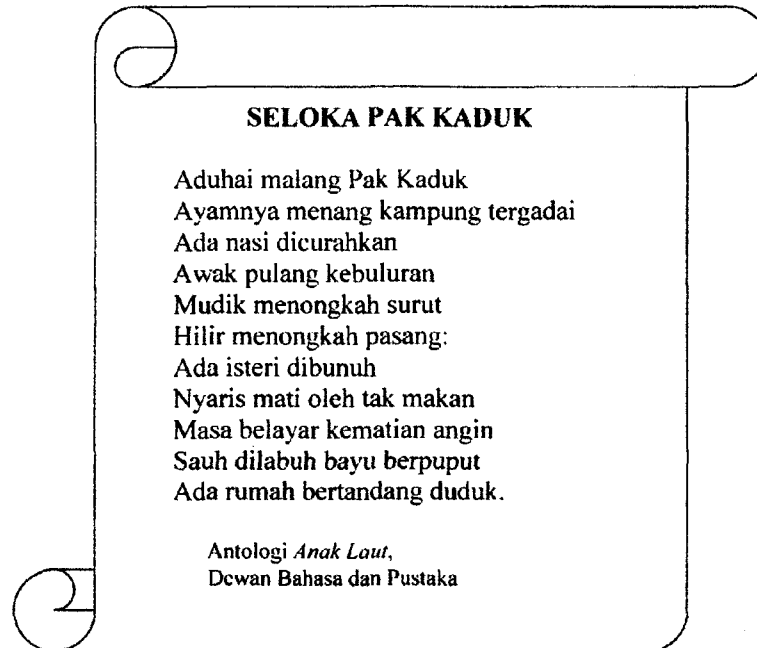 SELOKA PAK KADUK
Aduhai malang Pak Kaduk
Ayamnya menang kampung tergadai
Ada nasi dicurahkan
Awak pulang kebuluran
Mudik menongkah surut
Hilir menongkah pasang:
Ada isteri dibunuh
Nyaris mati oleh tak makan
Masa belayar kematian angin
Sauh dilabuh bayu berpuput
Ada rumah bertandang duduk.
Antologi Anak Laut,
Dewan Bahasa dan Pustaka